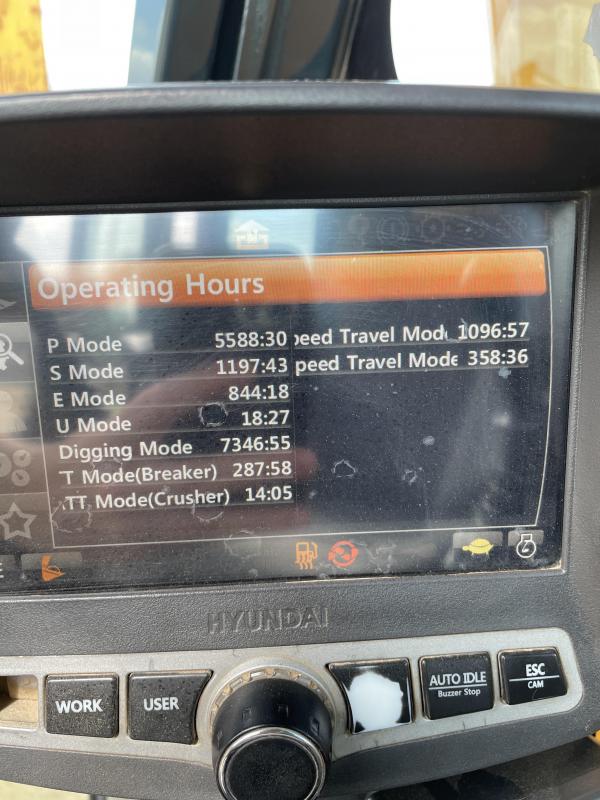 Operating Hours
P Mode 5588:30
S Mode 1197:43
E Mode 844:18
U Mode 18:27
Digging Mode 7346:55
T Mode(Breaker) 287:58
TT Mode(Crusher) 14:05
peed Travel Mod 1096:57
peed Travel Mode 358:36
E
HYUNDAI
WORK
USER
AUTO IDLE
Buzzer Stop
ESC
CAM